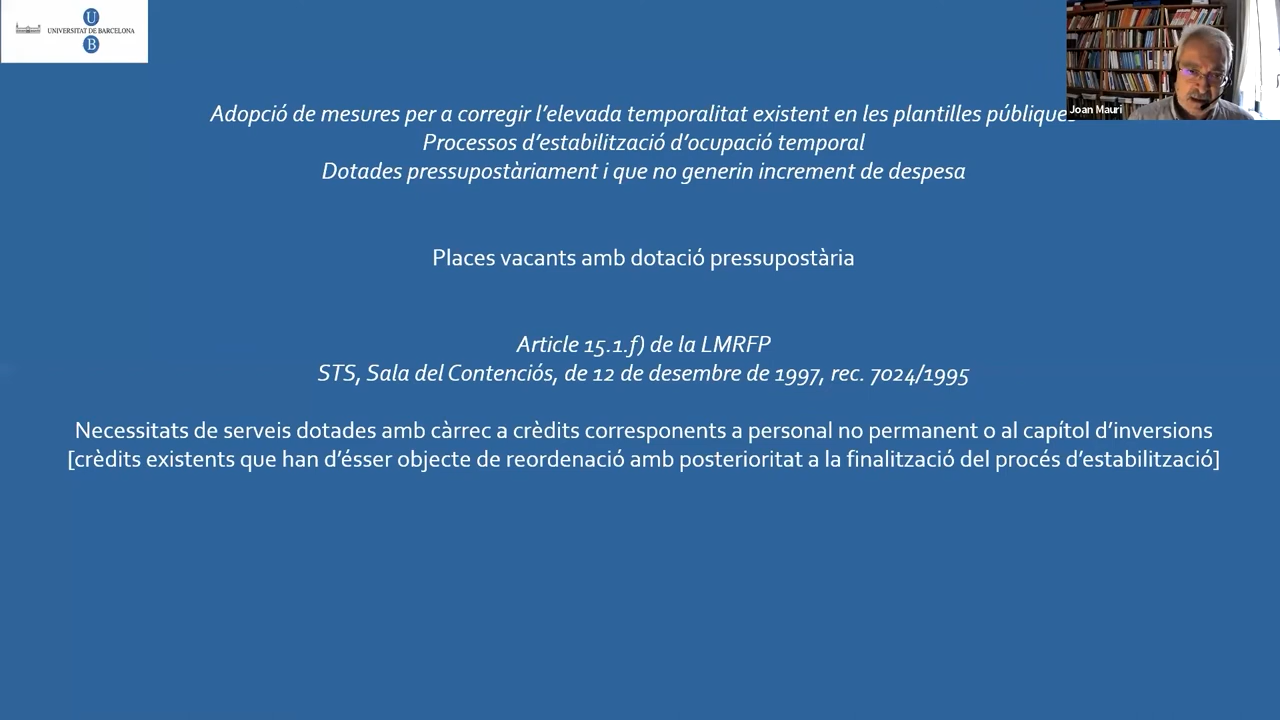 U
UNIVERSITAT DE BARCELONA
B
Joan Mauri
Adopció de mesures per a corregir l'elevada temporalitat existent en les plantilles públiques
Processos d'estabilització d'ocupació temporal
Dotades pressupostàriament i que no generin increment de despesa
Places vacants amb dotació pressupostària
Article 15.1.f) de la LMRFP
STS, Sala del Contenciós, de 12 de desembre de 1997, rec. 7024/1995
Necessitats de serveis dotades amb càrrec a crèdits corresponents a personal no permanent o al capítol d'inversions
[crèdits existents que han d'ésser objecte de reordenació amb posterioritat a la finalització del procés d'estabilització]